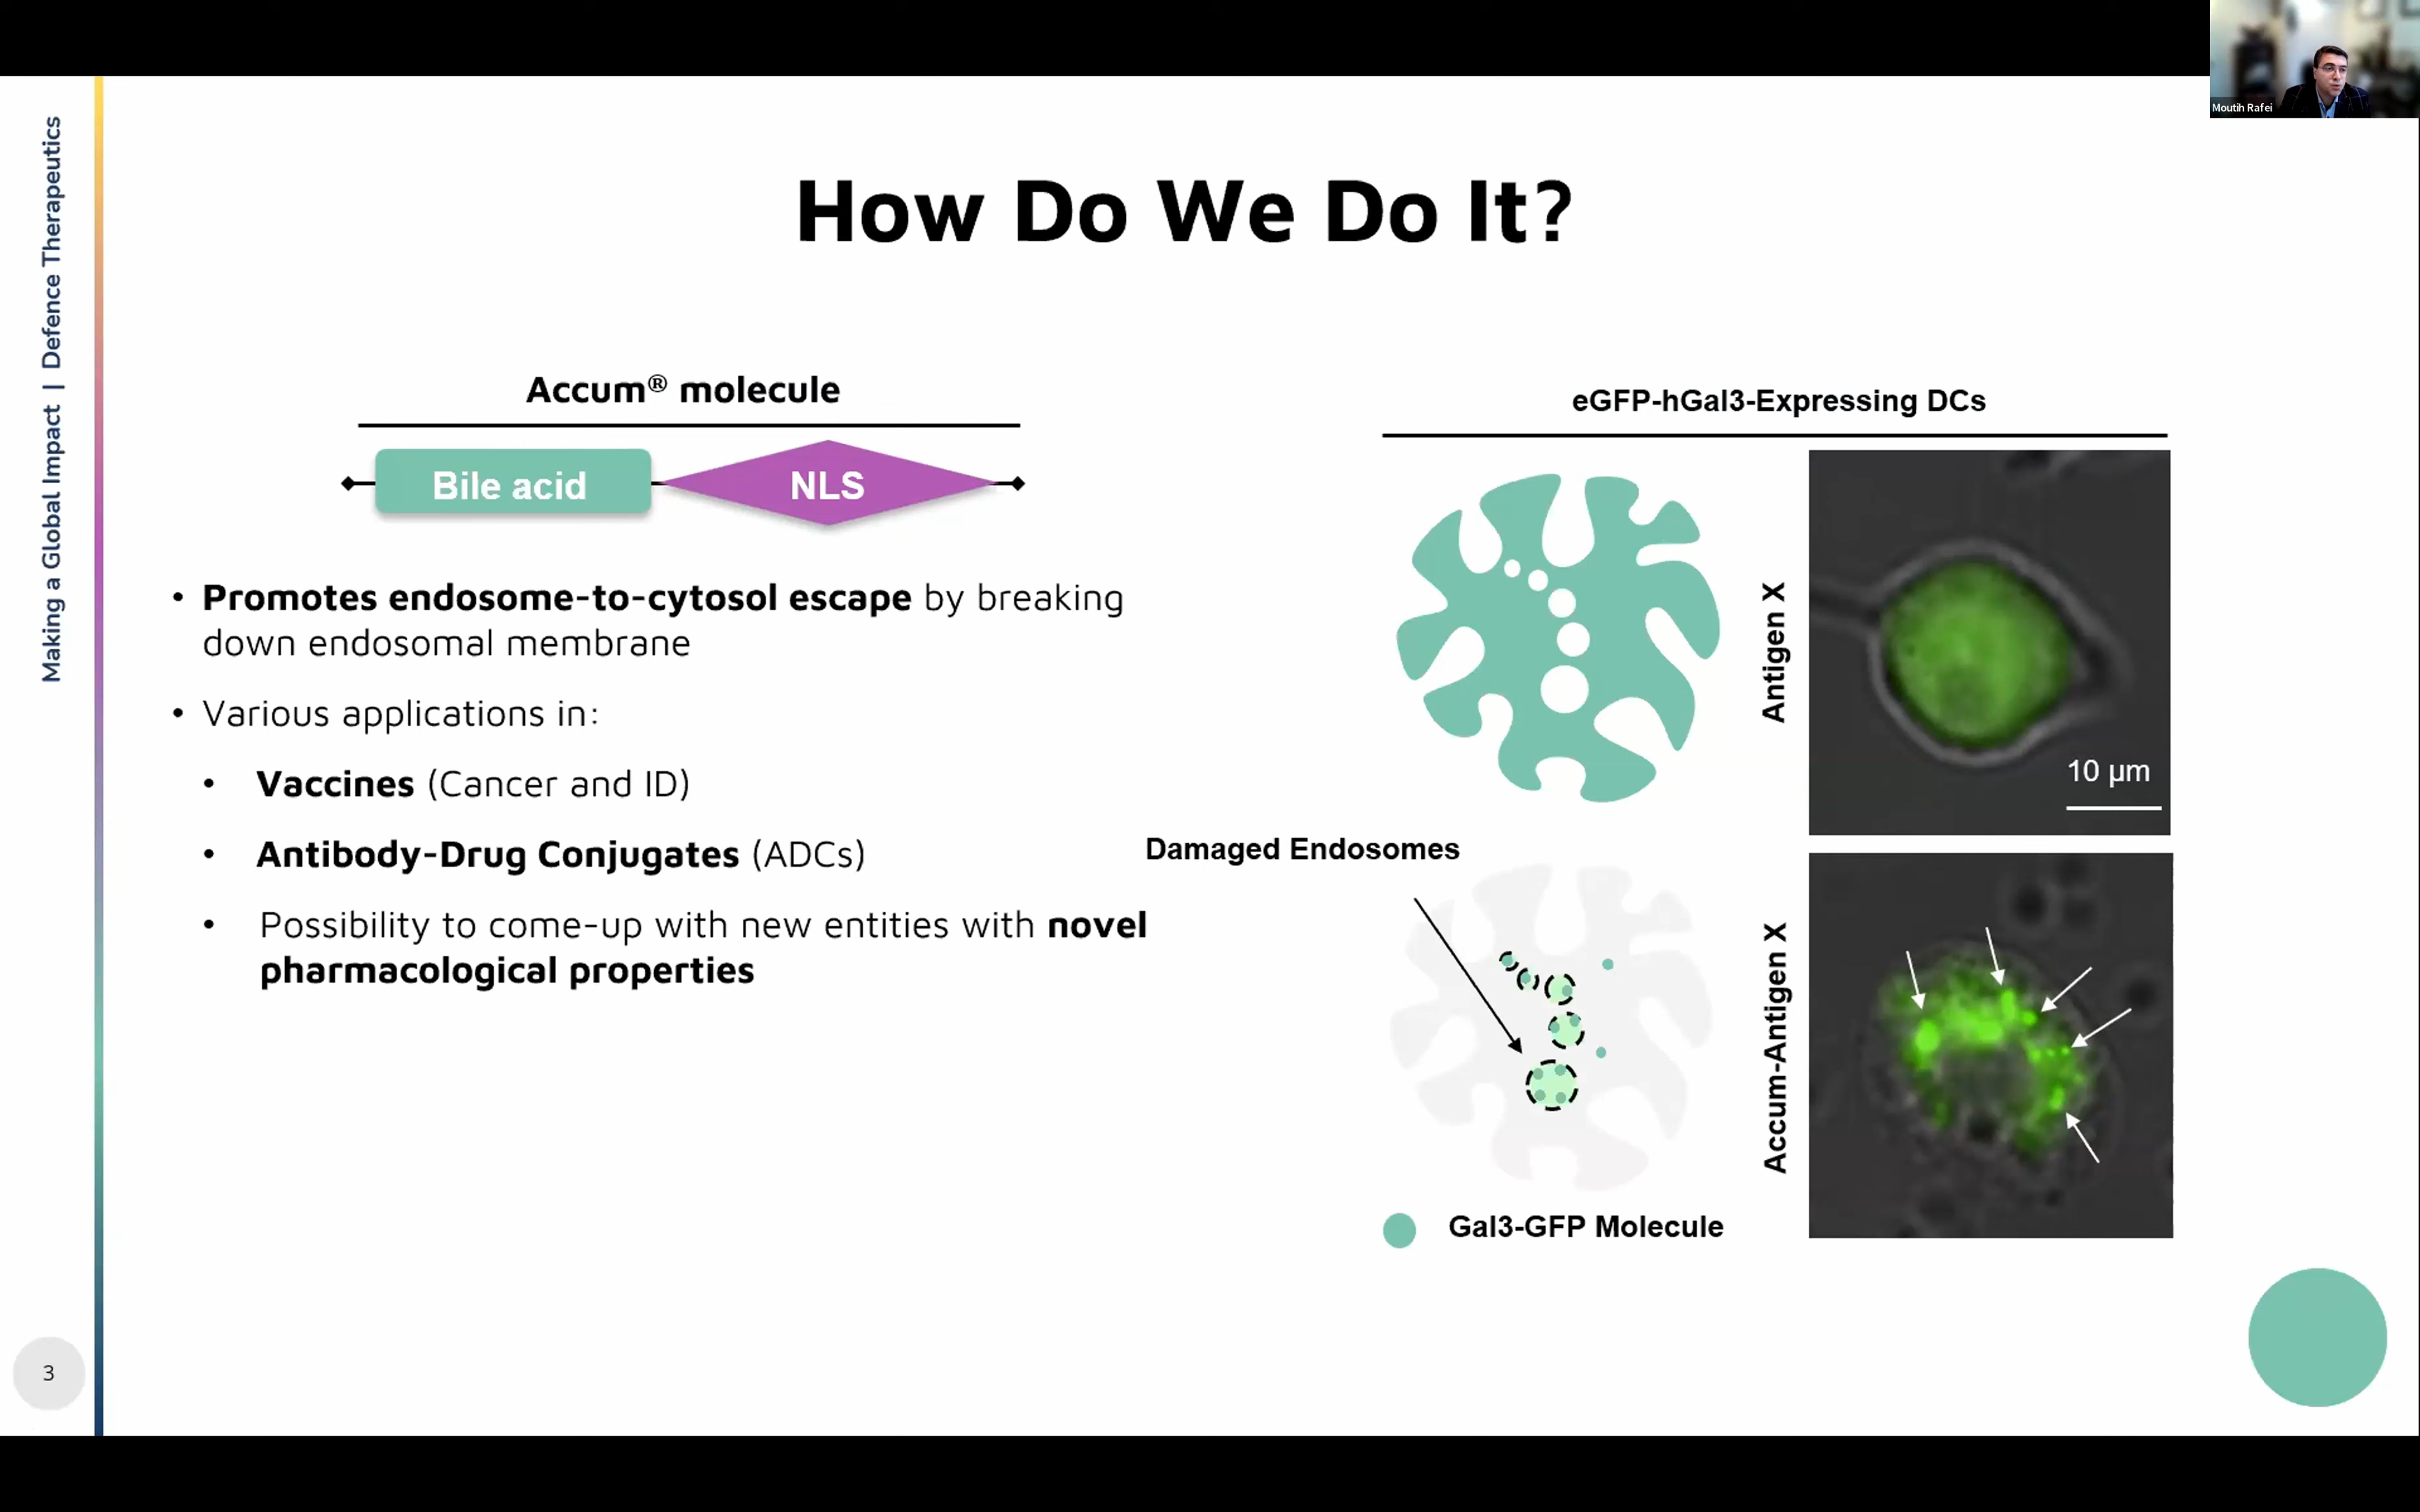 Moutih Rafei
Making a Global Impact | Defence Therapeutics
How Do We Do It?
Accum® molecule
Bile acid
NLS
• Promotes endosome-to-cytosol escape by breaking
down endosomal membrane
• Various applications in:
• Vaccines (Cancer and ID)
• Antibody-Drug Conjugates (ADCs)
• Possibility to come-up with new entities with novel
pharmacological properties
eGFP-hGal3-Expressing DCs
Antigen X
10 µm
Damaged Endosomes
Accum-Antigen X
Gal3-GFP Molecule
3